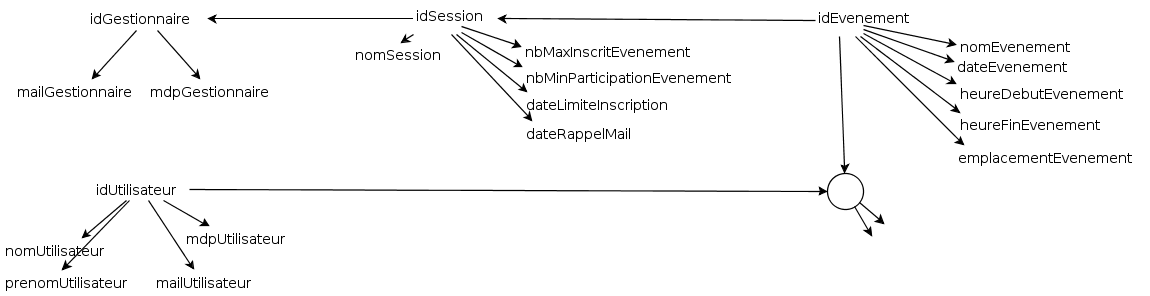 idGestionnaire
idSession
idEvenement
nomSession
nbMaxInscritEvenement
nomEvenement
dateEvenement
mailGestionnaire
mdpGestionnaire
nbMinParticipationEvenement
heureDebutEvenement
dateLimiteInscription
heureFinEvenement
dateRappelMail
emplacementEvenement
idUtilisateur
mdpUtilisateur
nomUtilisateur
prenomUtilisateur
mailUtilisateur